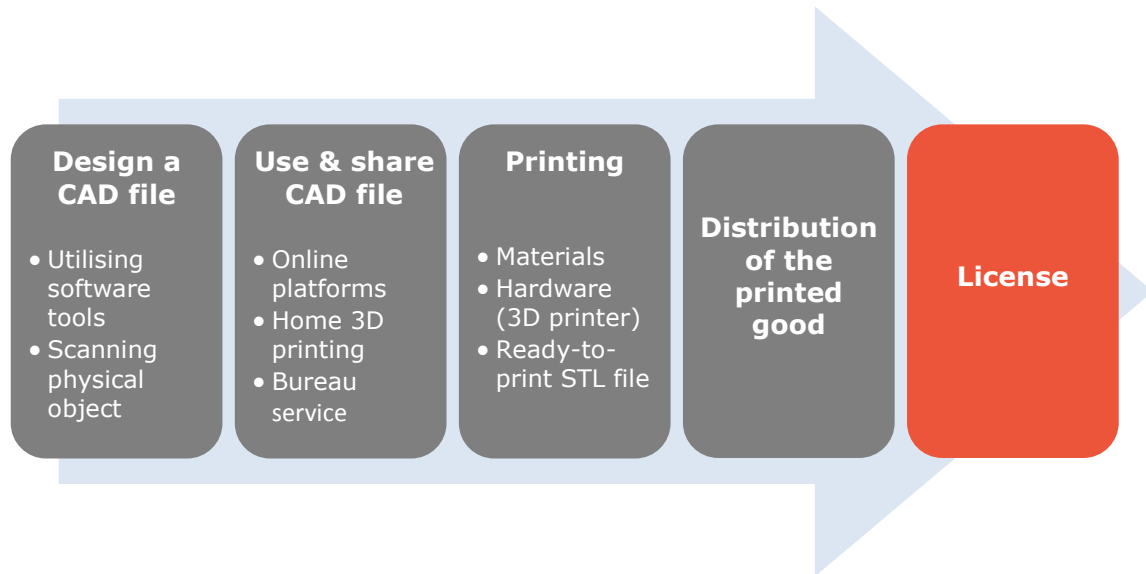 Design a
CAD file
• Utilising
software
tools
• Scanning
physical
object
Use & share
CAD file
• Online
platforms
• Home 3D
printing
• Bureau
service
Printing
• Materials
• Hardware
(3D printer)
• Ready-to-
print STL file
Distribution
of the
printed
good
License